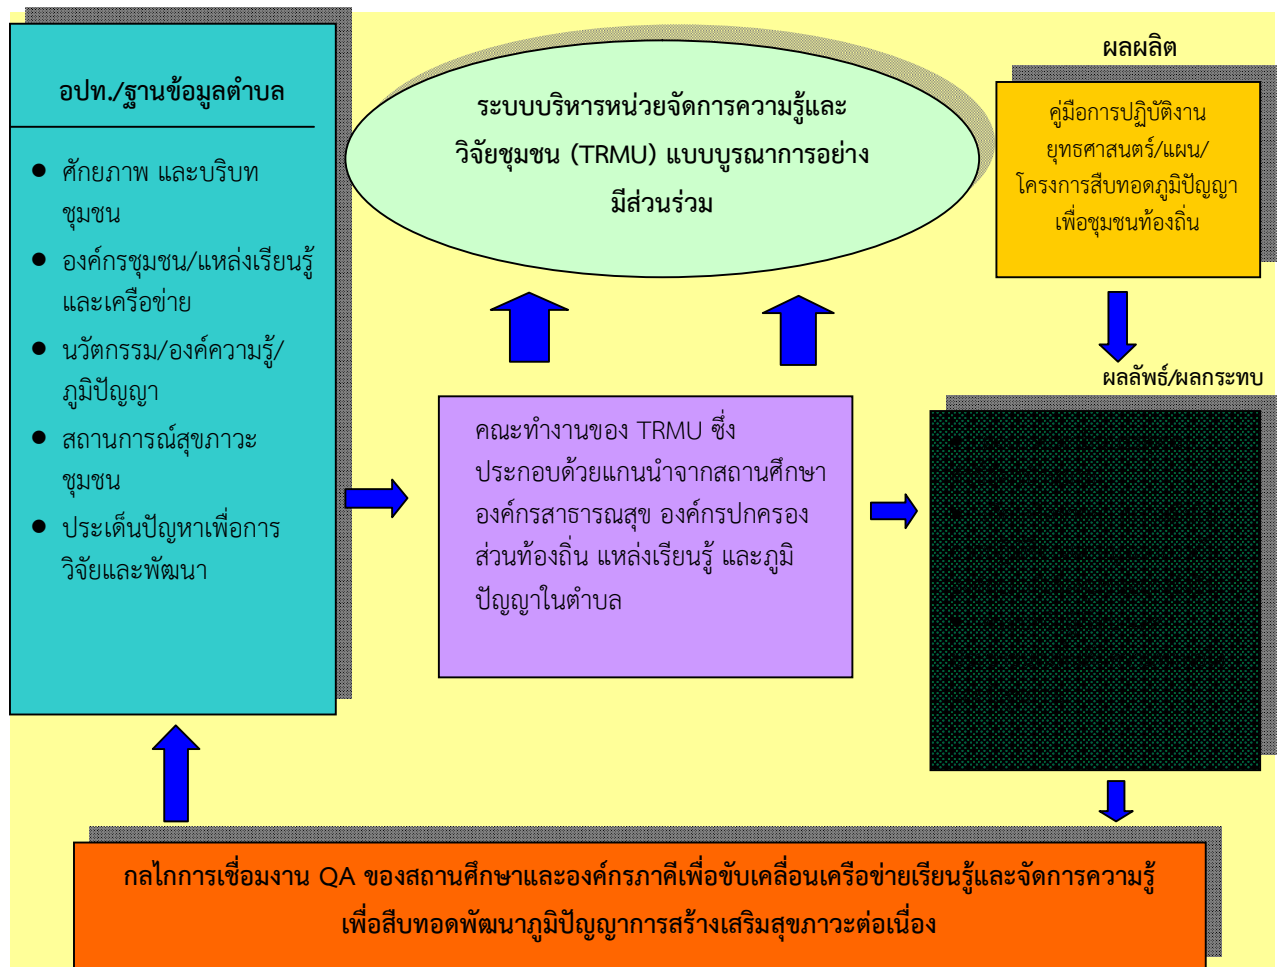 อปท./ฐานข้อมูลตำบล
● ศักยภาพ และบริบท
ชุมชน
● องค์กรชุมชน/แหล่งเรียนรู้
และเครือข่าย
● นวัตกรรม/องค์ความรู้/
ภูมิปัญญา
● สถานการณ์สุขภาวะ
ชุมชน
● ประเด็นปัญหาเพื่อการ
วิจัยและพัฒนา
ระบบบริหารหน่วยจัดการความรู้และ
วิจัยชุมชน (TRMU) แบบบูรณาการอย่าง
มีส่วนร่วม
คณะทำงานของ TRMU ซึ่ง
ประกอบด้วยแกนนำจากสถานศึกษา
องค์กรสาธารณสุข องค์กรปกครอง
ส่วนท้องถิ่น แหล่งเรียนรู้ และภูมิ
ปัญญาในตำบล
ผลผลิต
คู่มือการปฏิบัติงาน
ยุทธศาสนตร์/แผน/
โครงการสืบทอดภูมิปัญญา
เพื่อชุมชนท้องถิ่น
ผลลัพธ์/ผลกระทบ
กลไกการเชื่อมงาน QA ของสถานศึกษาและองค์กรภาคีเพื่อขับเคลื่อนเครือข่ายเรียนรู้และจัดการความรู้
เพื่อสืบทอดพัฒนาภูมิปัญญาการสร้างเสริมสุขภาวะต่อเนื่อง